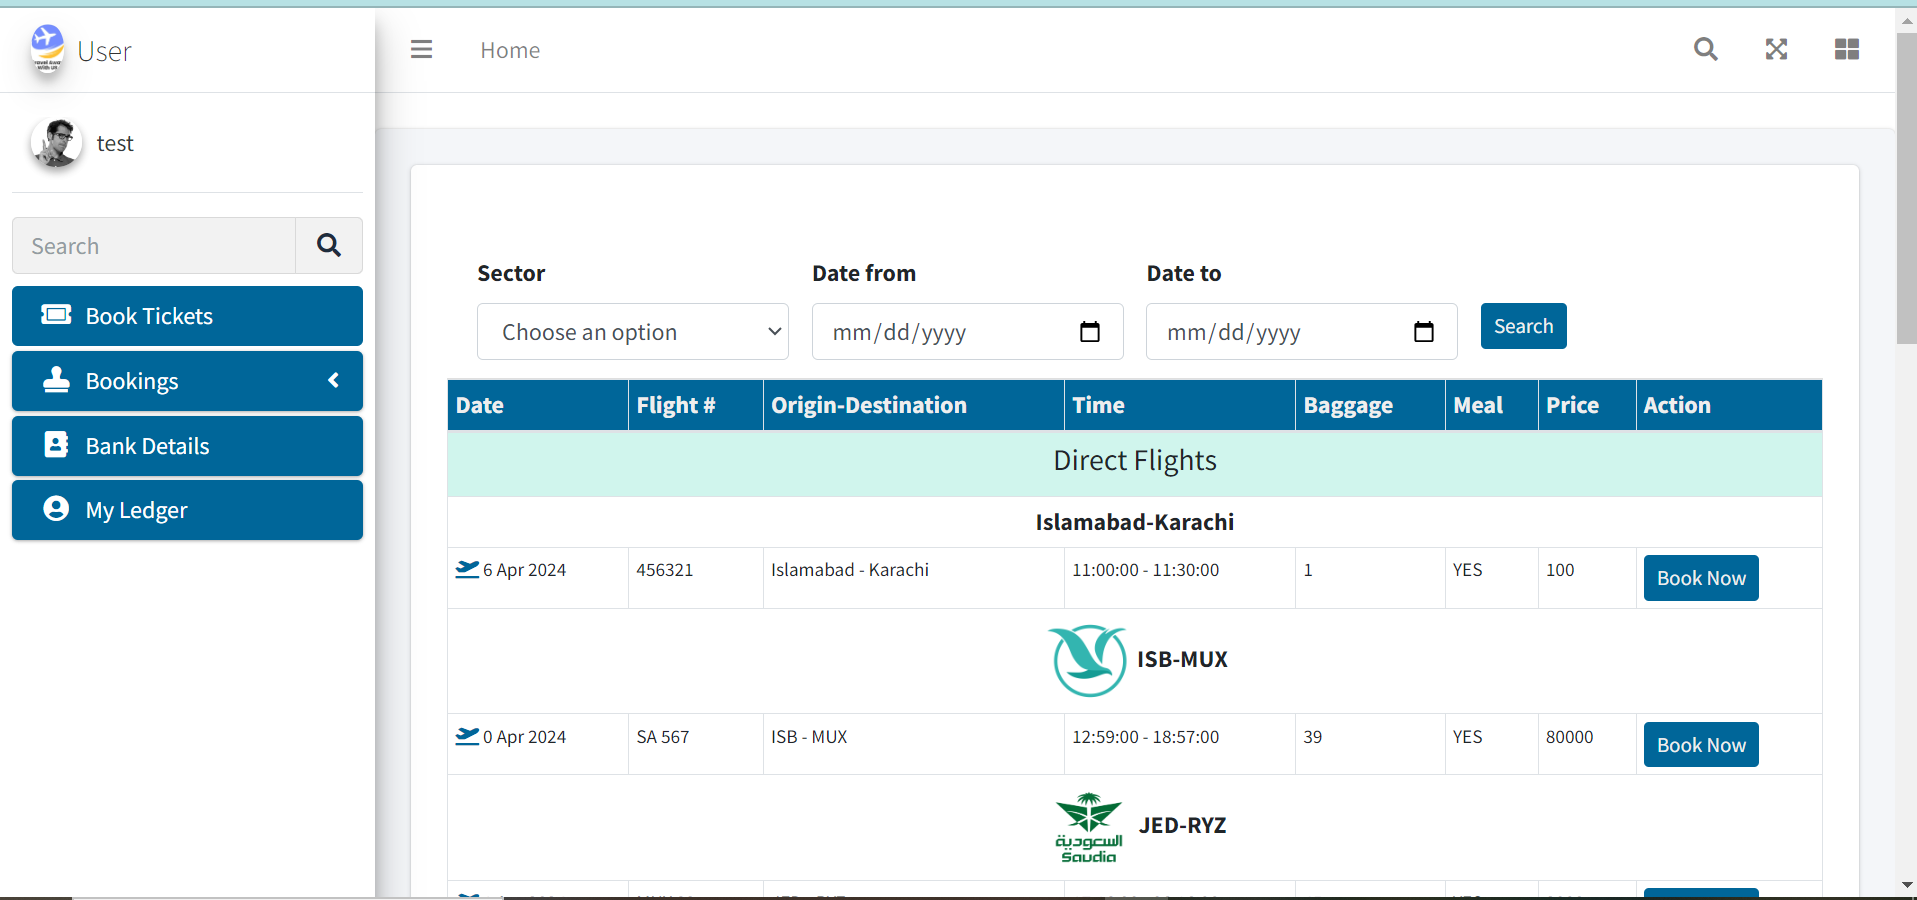 User
Home
test
Search
Book Tickets
Bookings
Bank Details
My Ledger
Sector Date from Date to
Choose an option mm/dd/yyyy mm/dd/yyyy Search
Date Flight # Origin-Destination Time Baggage Meal Price Action
Direct Flights
Islamabad-Karachi
6 Apr 2024 456321 Islamabad - Karachi 11:00:00 - 11:30:00 1 YES 100 Book Now
ISB-MUX
0 Apr 2024 SA 567 ISB - MUX 12:59:00 - 18:57:00 39 YES 80000 Book Now
السعودية
Saudia
JED-RYZ